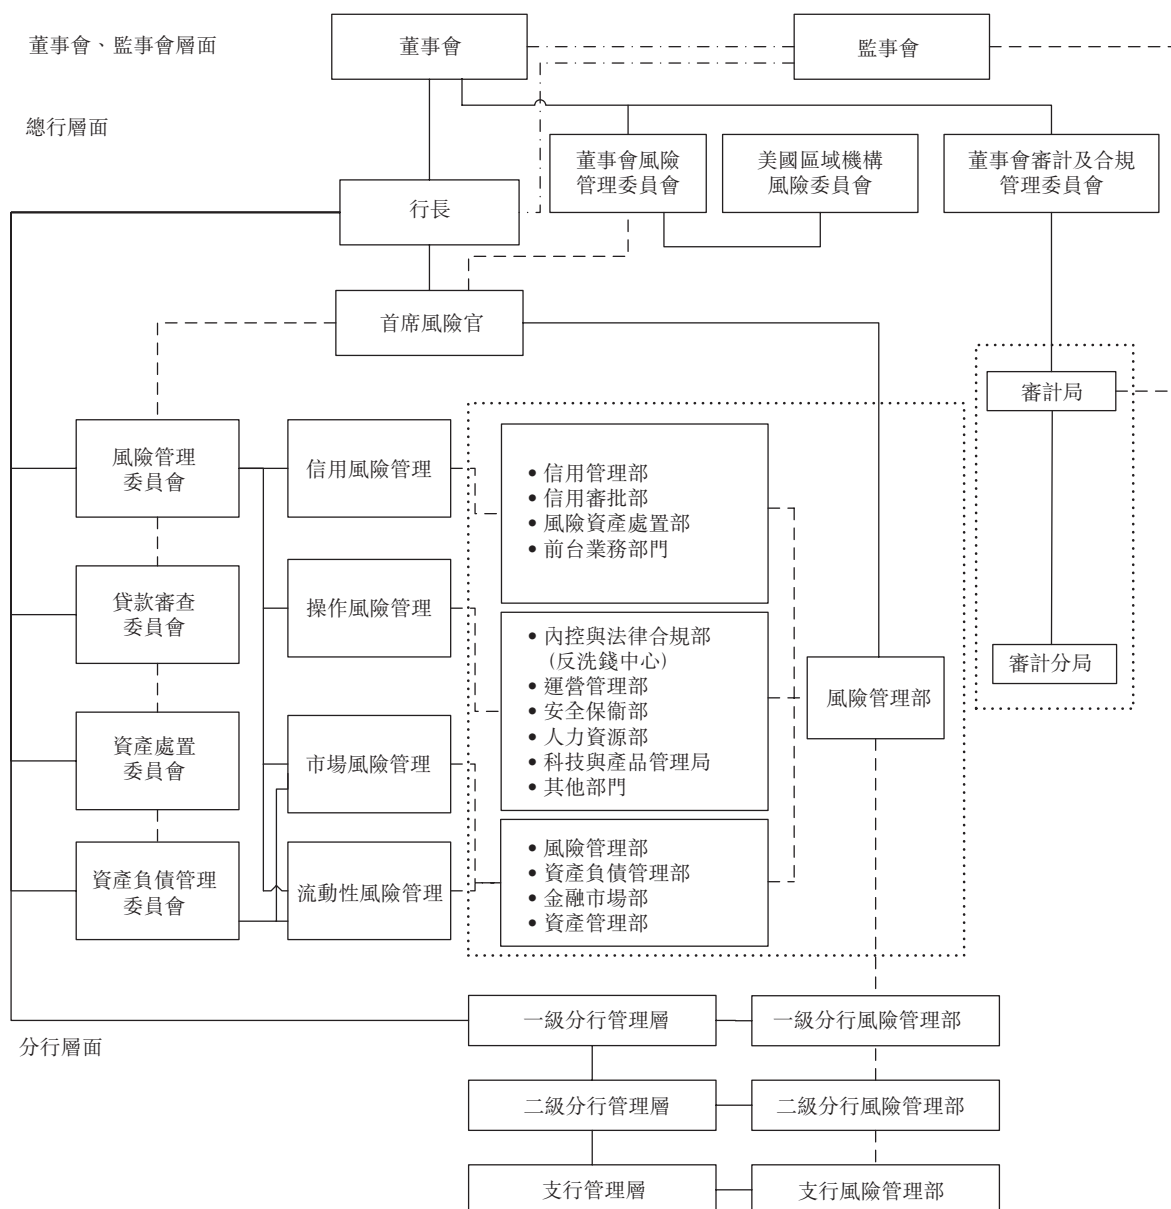 董事會、監事會層面
董事會
監事會
總行層面
董事會風險
管理委員會
美國區域機構
風險委員會
董事會審計及合規
管理委員會
行長
首席風險官
審計局
風險管理
委員會
信用風險管理
• 信用管理部
• 信用審批部
• 風險資產處置部
• 前台業務部門
貸款審查
委員會
操作風險管理
• 內控與法律合規部
(反洗錢中心)
• 運營管理部
• 安全保衞部
• 人力資源部
• 科技與產品管理局
• 其他部門
風險管理部
審計分局
資產處置
委員會
市場風險管理
資產負債管理
委員會
流動性風險管理
• 風險管理部
• 資產負債管理部
• 金融市場部
• 資產管理部
一級分行管理層
一級分行風險管理部
分行層面
二級分行管理層
二級分行風險管理部
支行管理層
支行風險管理部